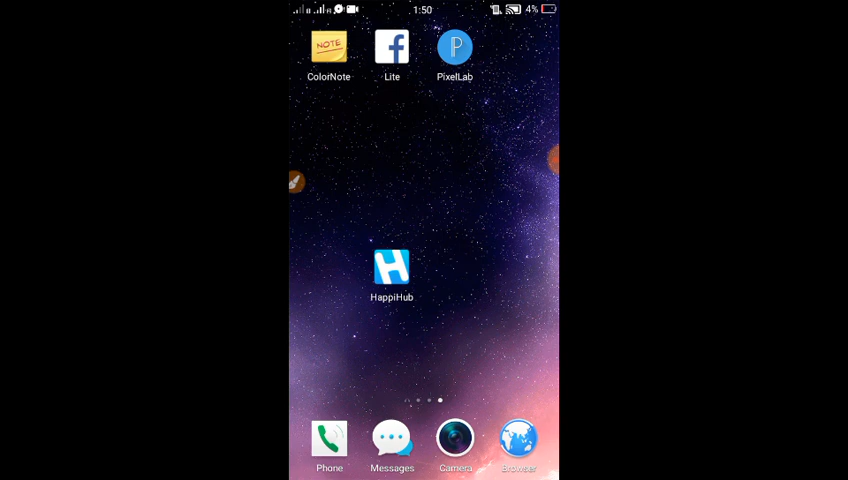 1:50
4%
NOTE
P
ColorNote
Lite
PixelLab
H
HappiHub
Phone
Messages
Camera
Browser